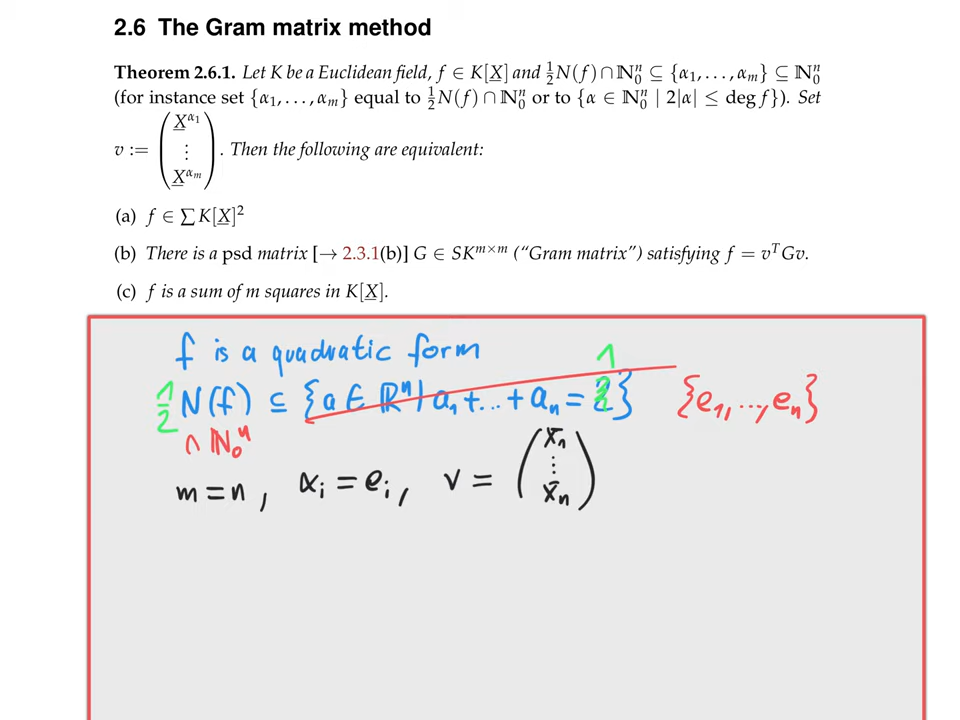 2.6 The Gram matrix method
Theorem 2.6.1. Let K be a Euclidean field, f ∈ K[X̲] and ½N(f) ∩ ℕ₀ⁿ ⊆ {α₁, . . . , αₘ} ⊆ ℕ₀ⁿ
(for instance set {α₁, . . . , αₘ} equal to ½N(f) ∩ ℕ₀ⁿ or to {α ∈ ℕ₀ⁿ | 2|α| ≤ deg f}). Set
v := (X̲^α₁ ⋮ X̲^αₘ). Then the following are equivalent:
(a) f ∈ ∑ K[X̲]²
(b) There is a psd matrix [→ 2.3.1(b)] G ∈ SK^{m×m} (“Gram matrix”) satisfying f = vᵀGv.
(c) f is a sum of m squares in K[X̲].
f is a quadratic form
½ N(f) ⊆ {a ∈ ℝⁿ | a₁ + ... + aₙ = 2} 1 {e₁, ..., eₙ}
∩ ℕ₀ⁿ
m = n, αᵢ = eᵢ, v = (X₁ ⋮ Xₙ)